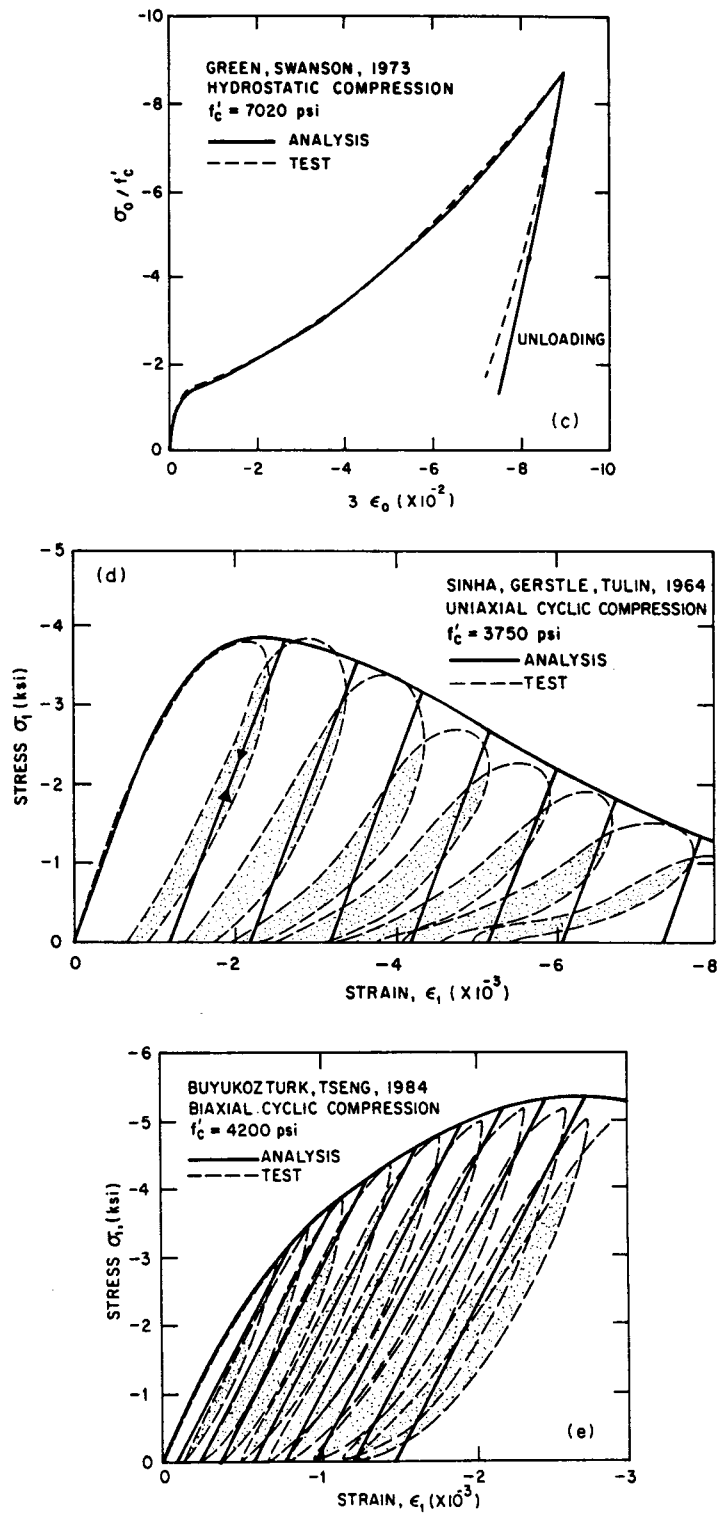 -10
GREEN, SWANSON, 1973
HYDROSTATIC COMPRESSION
f'c = 7020 psi
ANALYSIS
TEST
-8
-6
-4
-2
0
σ₀ / f'c
UNLOADING
(c)
0 -2 -4 -6 -8 -10
3 ϵ₀ (X10⁻²)
-5
(d)
SINHA, GERSTLE, TULIN, 1964
UNIAXIAL CYCLIC COMPRESSION
f'c = 3750 psi
ANALYSIS
TEST
-4
-3
-2
-1
0
STRESS σ₁ (ksi)
0 -2 -4 -6 -8
STRAIN, ϵ₁ (X10⁻³)
-6
BUYUKOZTURK, TSENG, 1984
BIAXIAL CYCLIC COMPRESSION
f'c = 4200 psi
ANALYSIS
TEST
-5
-4
-3
-2
-1
0
STRESS σ₁, (ksi)
(e)
0 -1 -2 -3
STRAIN, ϵ₁ (X10⁻³)